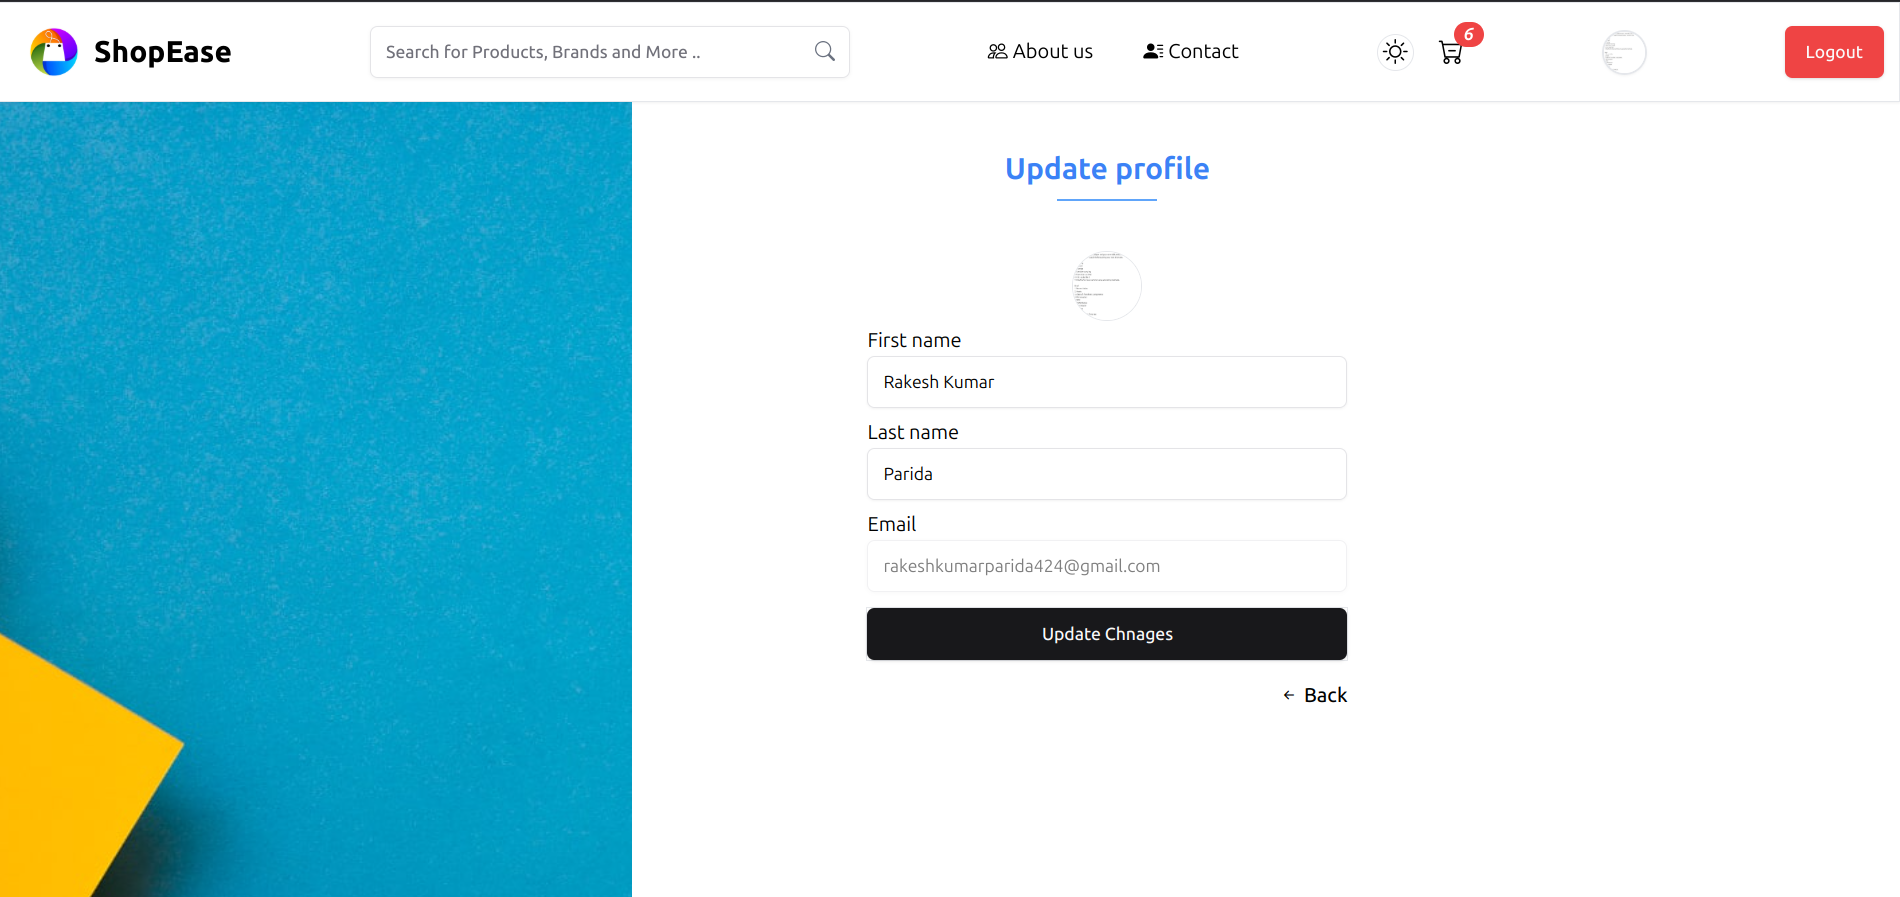 ShopEase
Search for Products, Brands and More ..
About us
Contact
6
Logout
Update profile
First name
Rakesh Kumar
Last name
Parida
Email
rakeshkumarparida424@gmail.com
Update Chnages
← Back